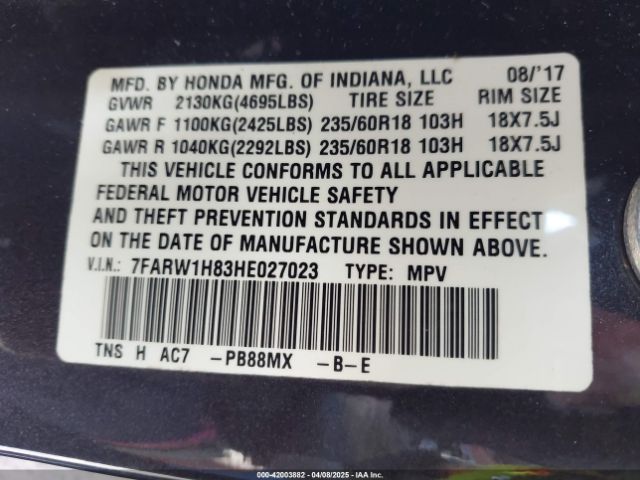 MFD. BY HONDA MFG. OF INDIANA, LLC 08/'17
GVWR 2130KG(4695LBS) TIRE SIZE RIM SIZE
GAWR F 1100KG(2425LBS) 235/60R18 103H 18X7.5J
GAWR R 1040KG(2292LBS) 235/60R18 103H 18X7.5J
THIS VEHICLE CONFORMS TO ALL APPLICABLE
FEDERAL MOTOR VEHICLE SAFETY
AND THEFT PREVENTION STANDARDS IN EFFECT
ON THE DATE OF MANUFACTURE SHOWN ABOVE.
V.I.N.: 7FARW1H83HE027023 TYPE: MPV
TNS H AC7 -PB88MX -B-E
000-42003882 - 04/08/2025 - IAA Inc.